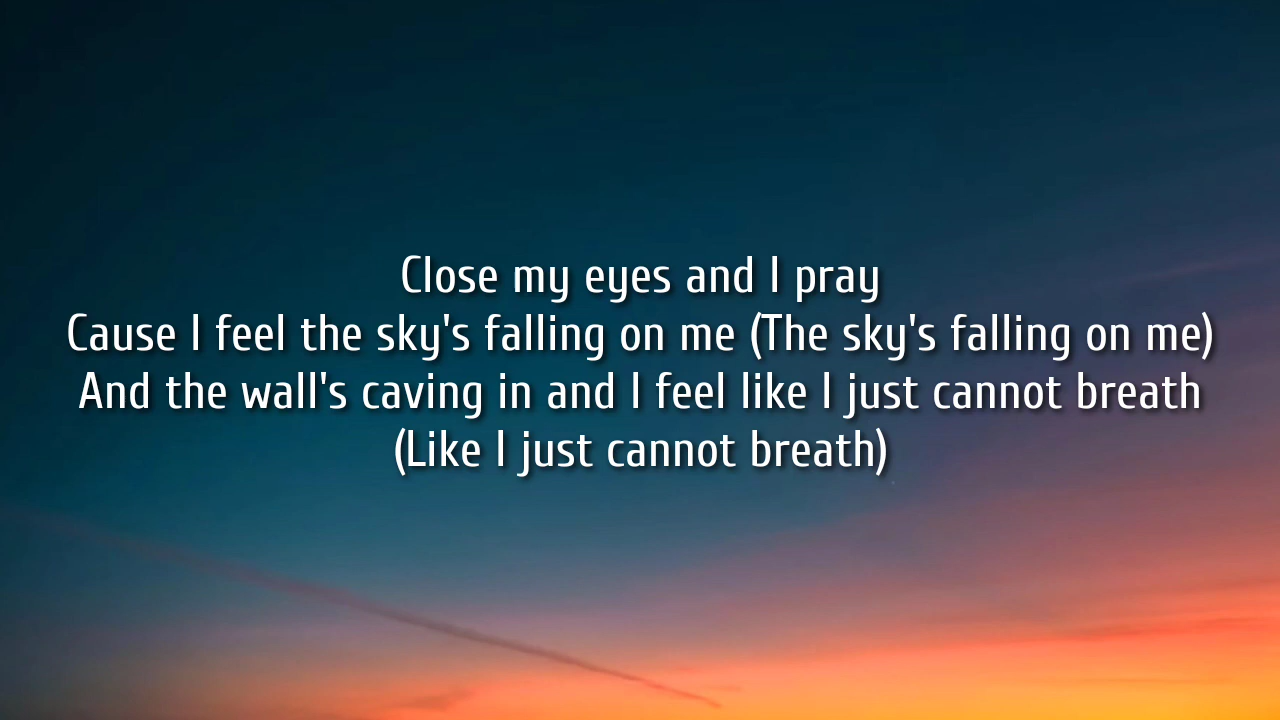 Close my eyes and I pray
Cause I feel the sky's falling on me (The sky's falling on me)
And the wall's caving in and I feel like I just cannot breath
(Like I just cannot breath)